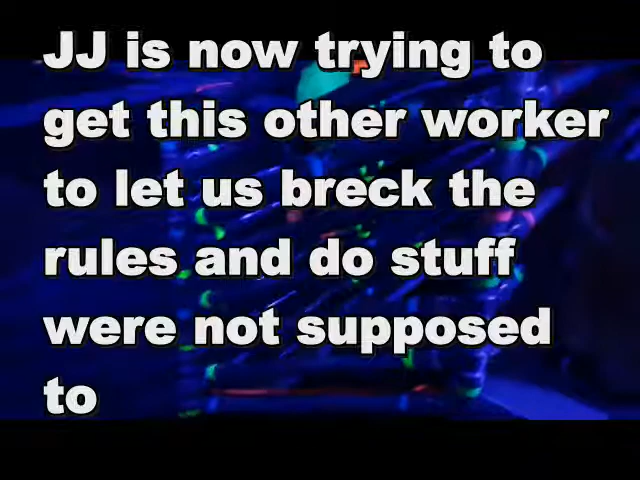 JJ is now trying to
get this other worker
to let us breck the
rules and do stuff
were not supposed
to